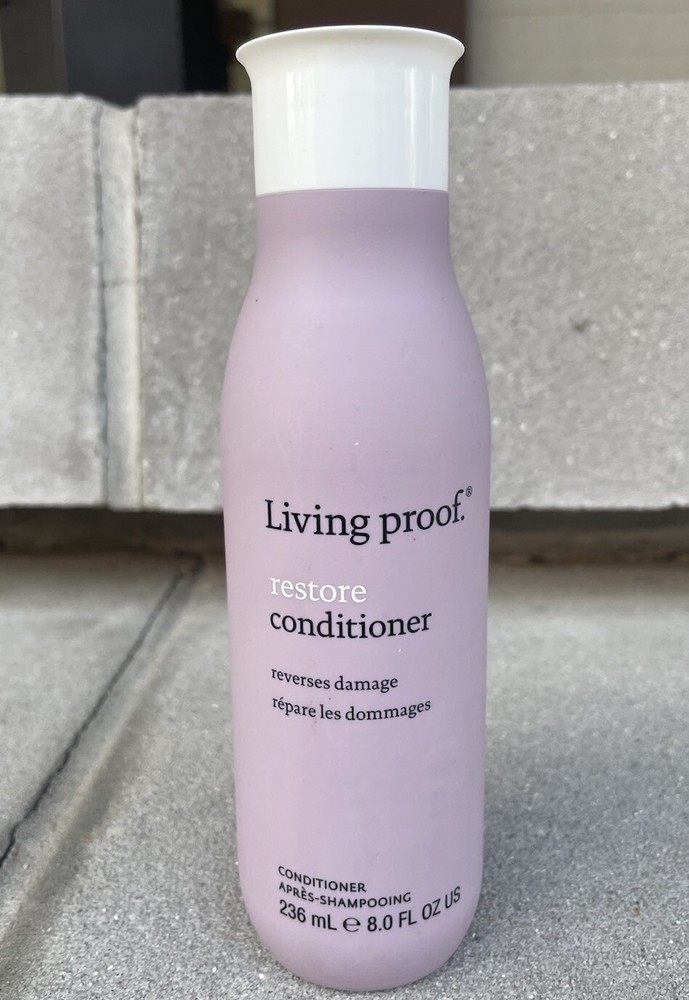 Living proof.®
restore
conditioner
reverses damage
répare les dommages
CONDITIONER
APRÈS-SHAMPOOING
236 mL ℮ 8.0 FL OZ US